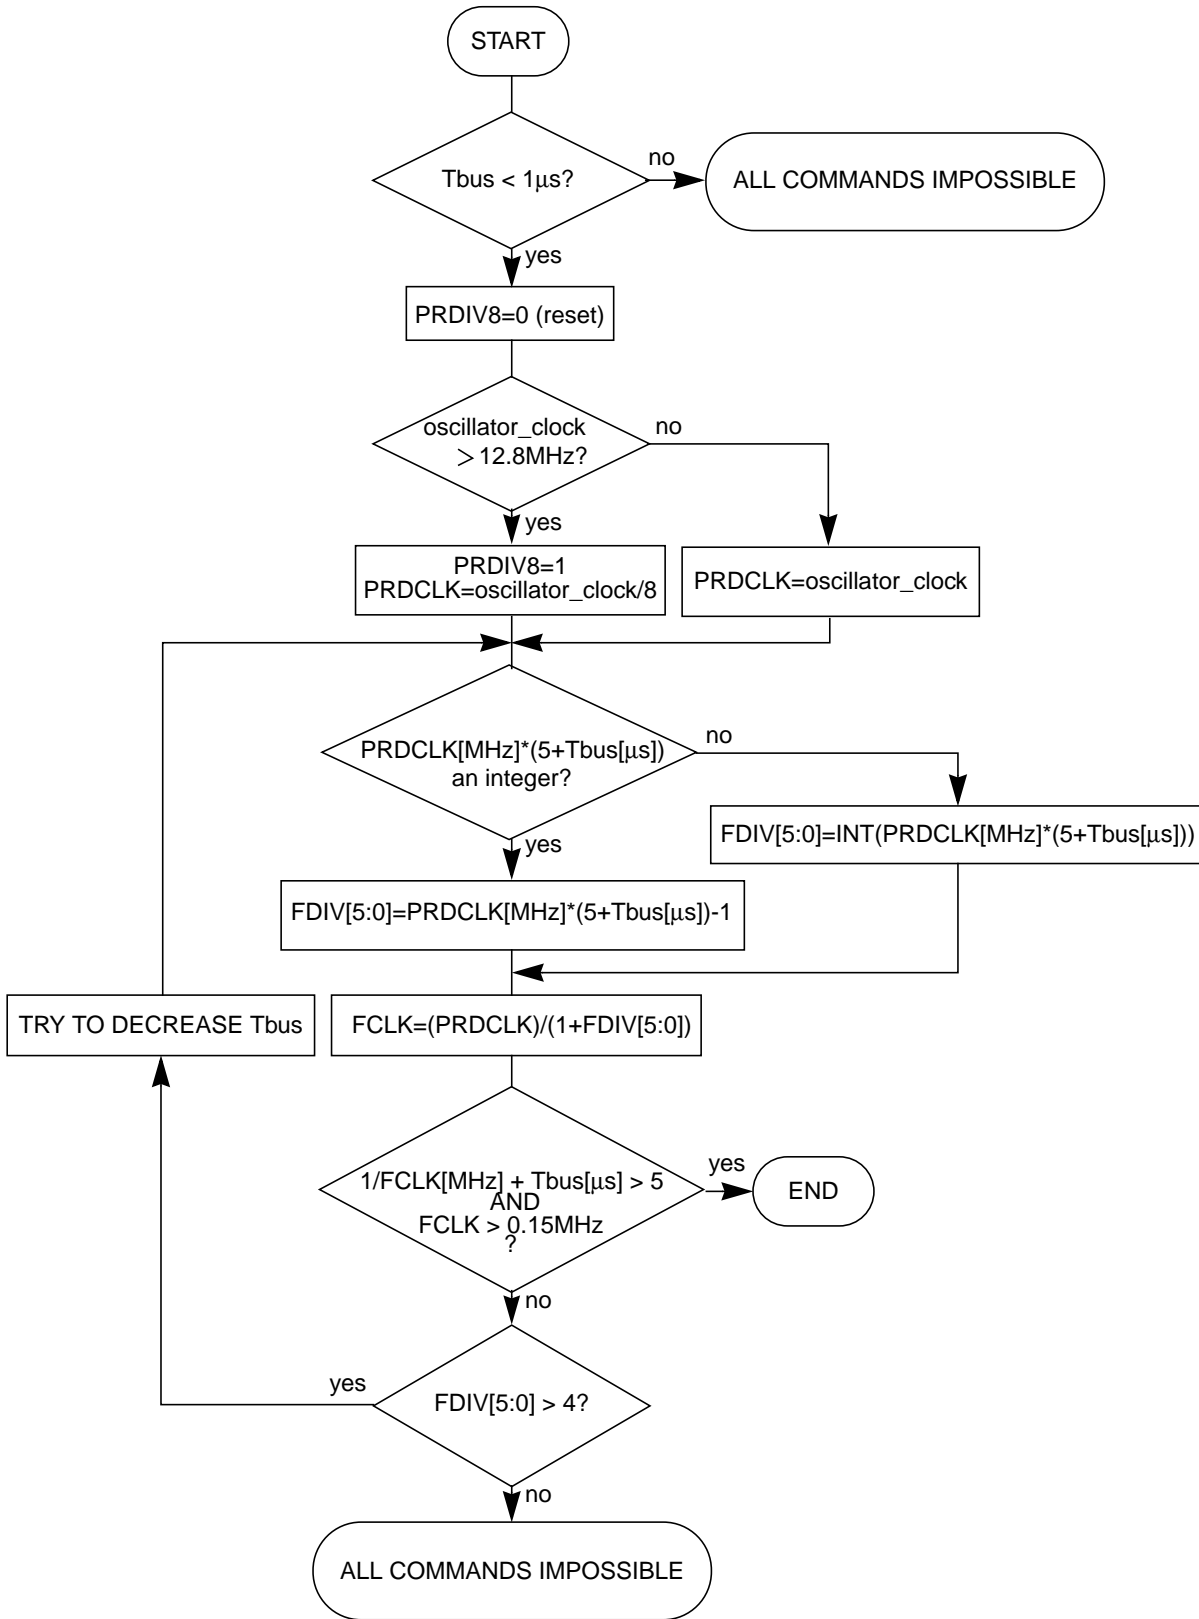 START
Tbus < 1μs?
no
ALL COMMANDS IMPOSSIBLE
yes
PRDIV8=0 (reset)
oscillator_clock
> 12.8MHz?
no
yes
PRDIV8=1
PRDCLK=oscillator_clock/8
PRDCLK=oscillator_clock
PRDCLK[MHz]*(5+Tbus[μs])
an integer?
no
yes
FDIV[5:0]=INT(PRDCLK[MHz]*(5+Tbus[μs]))
FDIV[5:0]=PRDCLK[MHz]*(5+Tbus[μs])-1
TRY TO DECREASE Tbus
FCLK=(PRDCLK)/(1+FDIV[5:0])
1/FCLK[MHz] + Tbus[μs] > 5
AND
FCLK > 0.15MHz
?
yes
END
no
FDIV[5:0] > 4?
yes
no
ALL COMMANDS IMPOSSIBLE